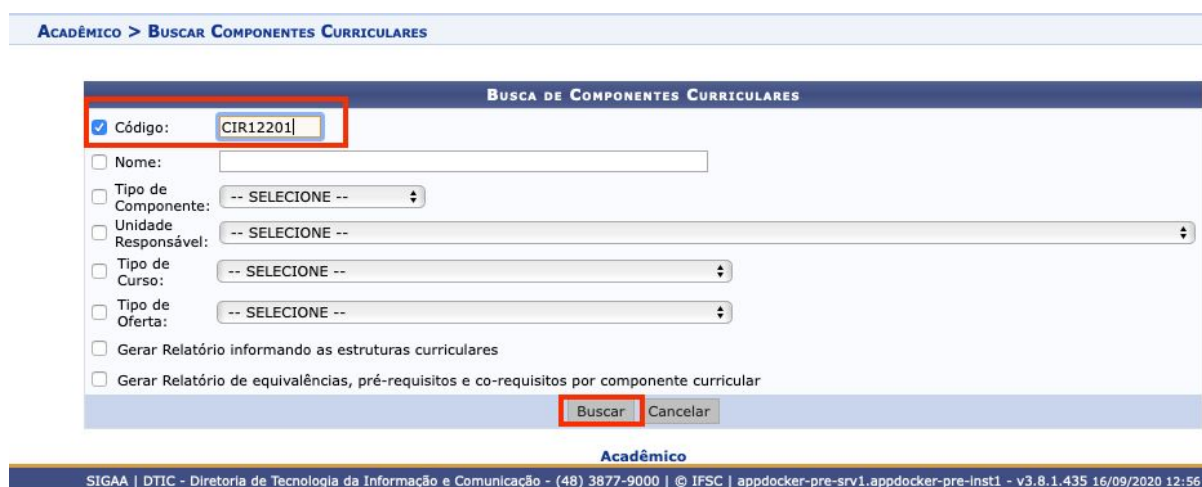 Acadêmico > Buscar Componentes Curriculares
Busca de Componentes Curriculares
Código: CIR12201
Nome:
Tipo de
Componente: -- SELECIONE --
Unidade
Responsável: -- SELECIONE --
Tipo de
Curso: -- SELECIONE --
Tipo de
Oferta: -- SELECIONE --
Gerar Relatório informando as estruturas curriculares
Gerar Relatório de equivalências, pré-requisitos e co-requisitos por componente curricular
Buscar Cancelar
Acadêmico
SIGAA | DTIC - Diretoria de Tecnologia da Informação e Comunicação - (48) 3877-9000 | © IFSC | appdocker-pre-srv1.appdocker-pre-inst1 - v3.8.1.435 16/09/2020 12:56